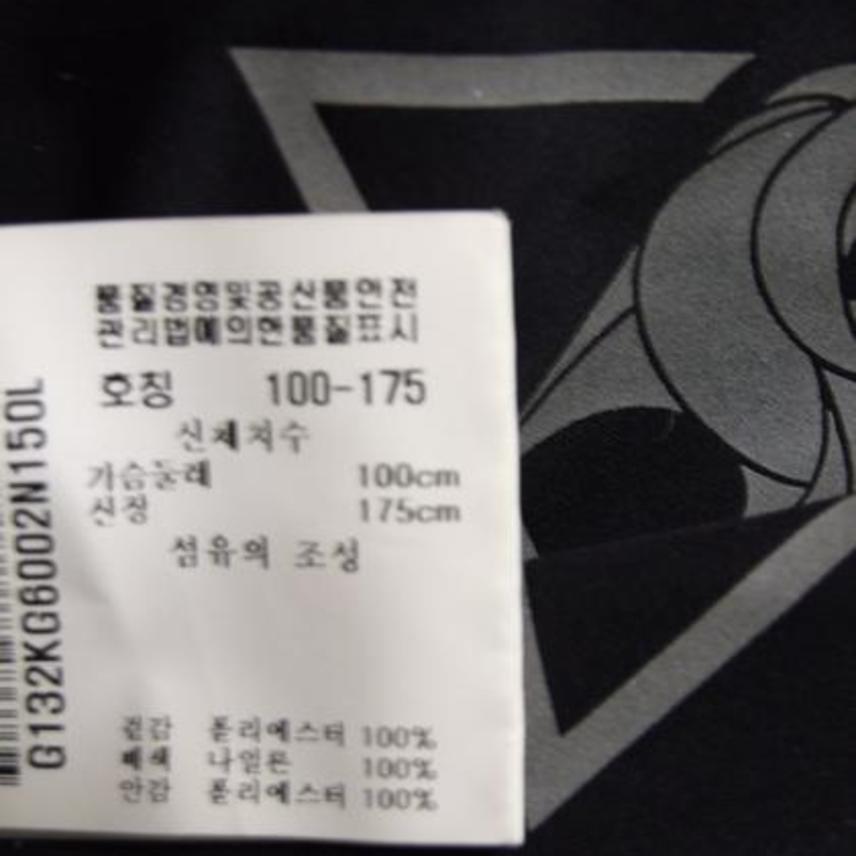 품질경영및공산품안전
관리법에의한품질표시
호칭 100-175
신체치수
가슴둘레 100cm
신장 175cm
섬유의 조성
겉감 폴리에스터 100%
배색 나일론 100%
안감 폴리에스터 100%
G132KG6002N150L